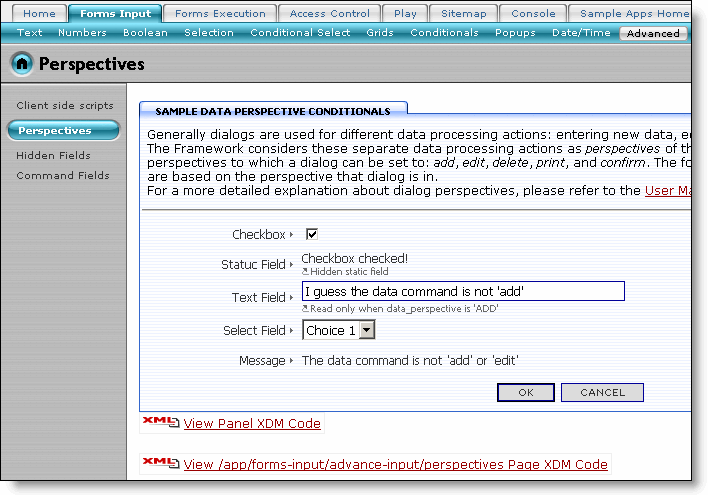 Home Forms Input Forms Execution Access Control Play Sitemap Console Sample Apps Home
Text Numbers Boolean Selection Conditional Select Grids Conditionals Popups Date/Time Advanced
Perspectives
Client side scripts
Perspectives
Hidden Fields
Command Fields
SAMPLE DATA PERSPECTIVE CONDITIONALS
Generally dialogs are used for different data processing actions: entering new data, e
The Framework considers these separate data processing actions as perspectives of th
perspectives to which a dialog can be set to: add, edit, delete, print, and confirm. The fo
are based on the perspective that dialog is in.
For a more detailed explanation about dialog perspectives, please refer to the User Ma
Checkbox
Statuc Field Checkbox checked!
Hidden static field
Text Field I guess the data command is not 'add'
Read only when data_perspective is 'ADD'
Select Field Choice 1
Message The data command is not 'add' or 'edit'
OK CANCEL
XML View Panel XDM Code
XML View /app/forms-input/advance-input/perspectives Page XDM Code